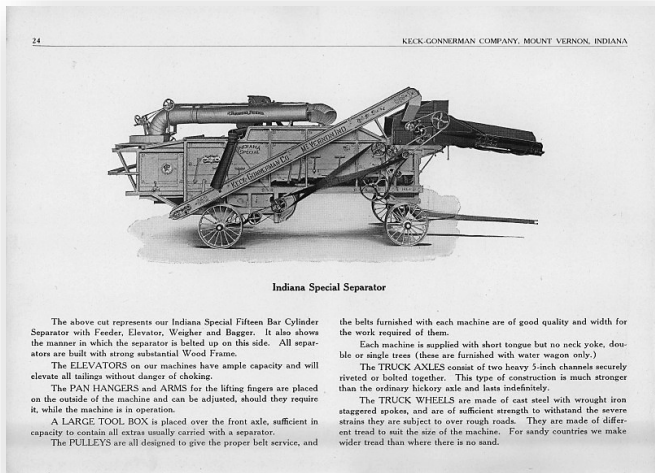 24
KECK-GONNERMAN COMPANY, MOUNT VERNON, INDIANA
INDIANA
SPECIAL
KECK-GONNERMAN CO. MT. VERNON, IND.
Indiana Special Separator
The above cut represents our Indiana Special Fifteen Bar Cylinder
Separator with Feeder, Elevator, Weigher and Bagger. It also shows
the manner in which the separator is belted up on this side. All separ-
ators are built with strong substantial Wood Frame.
The ELEVATORS on our machines have ample capacity and will
elevate all tailings without danger of choking.
The PAN HANGERS and ARMS for the lifting fingers are placed
on the outside of the machine and can be adjusted, should they require
it, while the machine is in operation.
A LARGE TOOL BOX is placed over the front axle, sufficient in
capacity to contain all extras usually carried with a separator.
The PULLEYS are all designed to give the proper belt service, and
the belts furnished with each machine are of good quality and width for
the work required of them.
Each machine is supplied with short tongue but no neck yoke, dou-
ble or single trees (these are furnished with water wagon only.)
The TRUCK AXLES consist of two heavy 5-inch channels securely
riveted or bolted together. This type of construction is much stronger
than the ordinary hickory axle and lasts indefinitely.
The TRUCK WHEELS are made of cast steel with wrought iron
staggered spokes, and are of sufficient strength to withstand the severe
strains they are subject to over rough roads. They are made of differ-
ent tread to suit the size of the machine. For sandy countries we make
wider tread than where there is no sand.